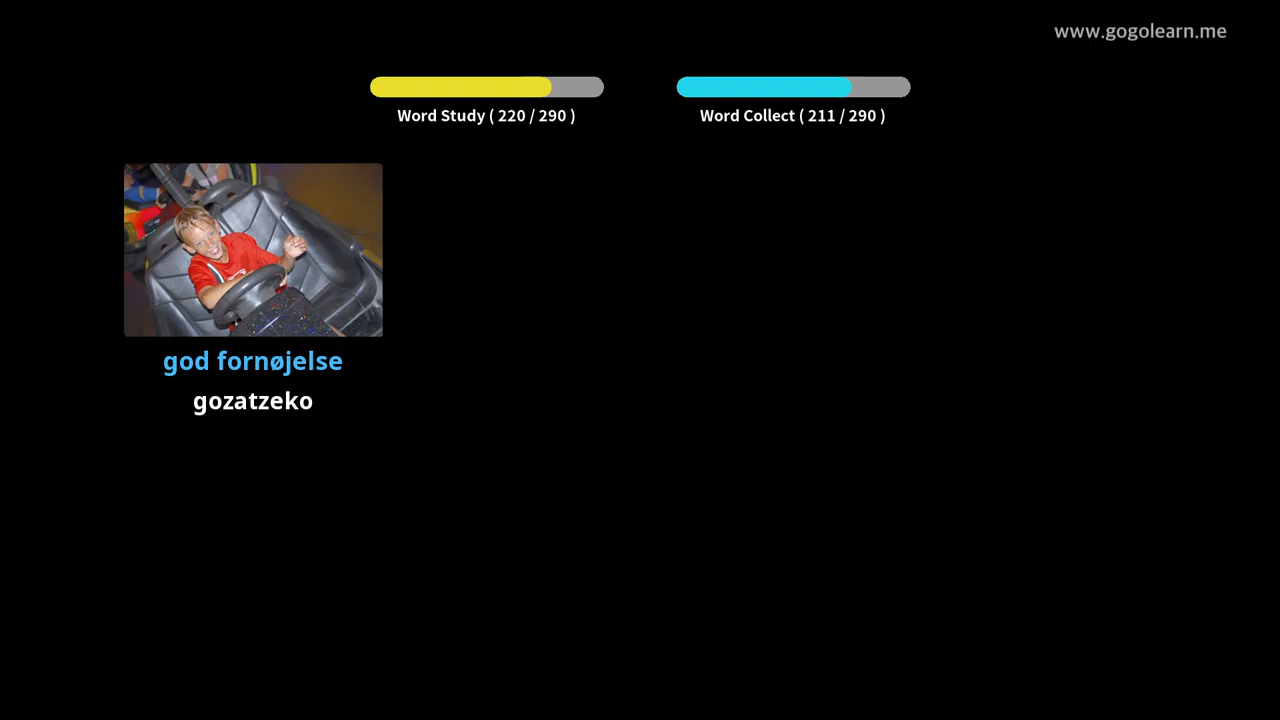 www.gogolearn.me
Word Study ( 220 / 290 )
Word Collect ( 211 / 290 )
god fornøjelse
gozatzeko